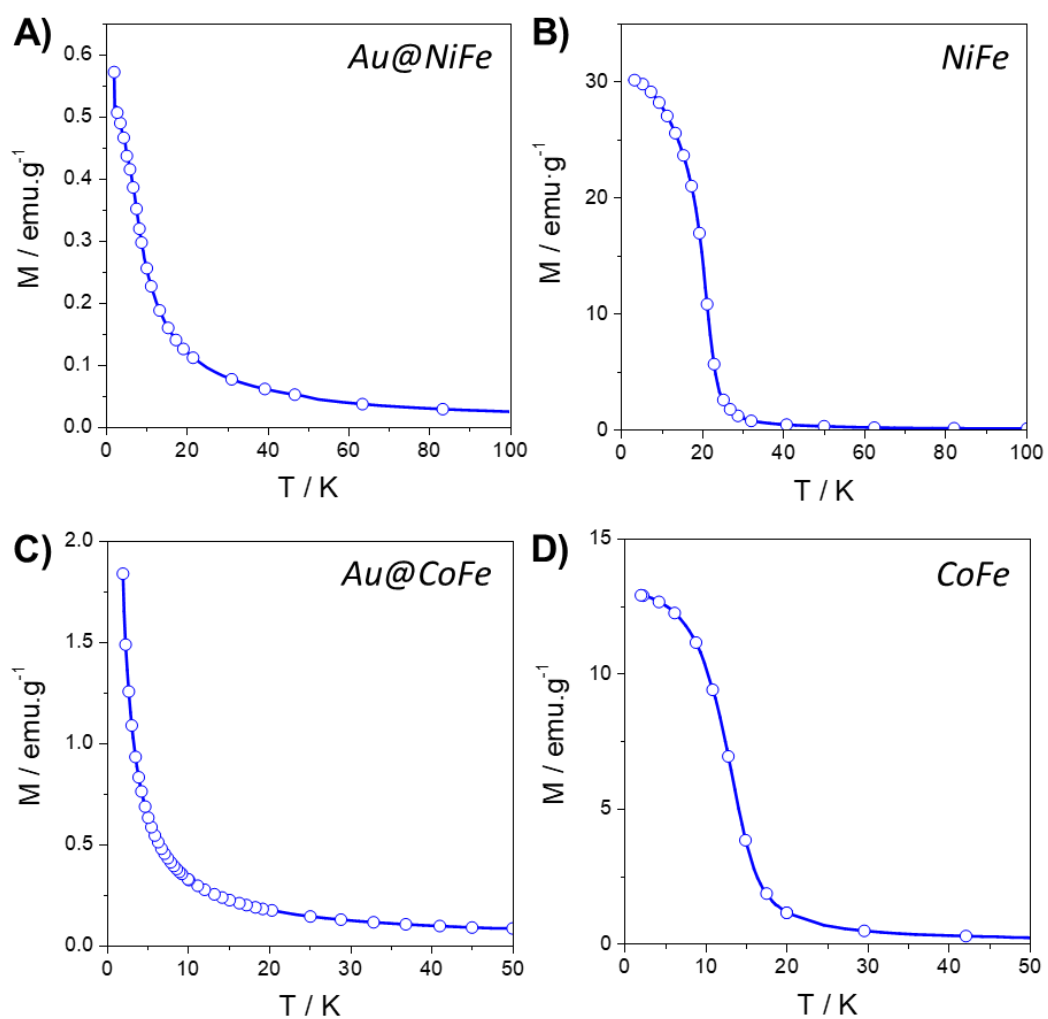 A)
Au@NiFe
0.6
0.5
0.4
0.3
0.2
0.1
0.0
M / emu.g-1
0 20 40 60 80 100
T / K
B)
NiFe
30
20
10
0
M / emu·g-1
0 20 40 60 80 100
T / K
C)
Au@CoFe
2.0
1.5
1.0
0.5
0.0
M / emu.g-1
0 10 20 30 40 50
T / K
D)
CoFe
15
10
5
0
M / emu.g-1
0 10 20 30 40 50
T / K